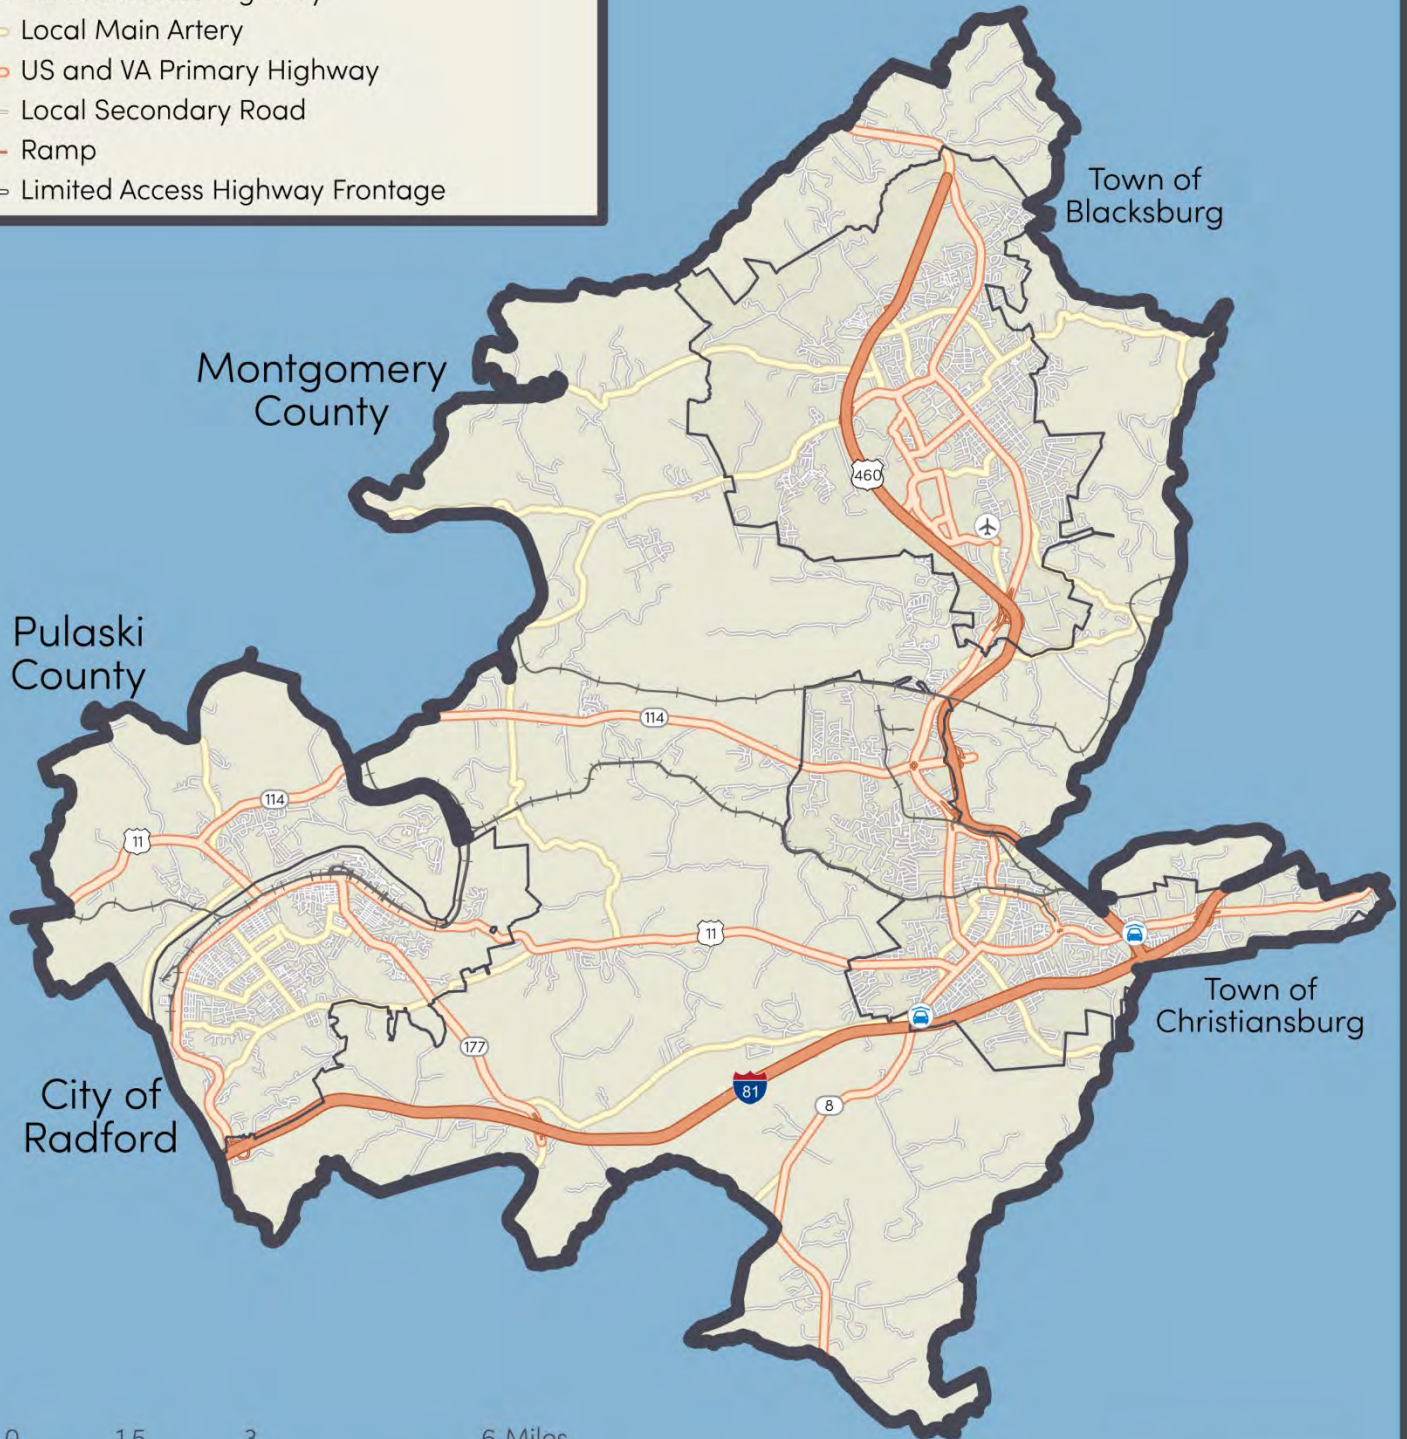 Local Main Artery
US and VA Primary Highway
Local Secondary Road
Ramp
Limited Access Highway Frontage
Town of
Blacksburg
Montgomery
County
460
Pulaski
County
114
114
11
11
Town of
Christiansburg
177
City of
Radford
81
8
0 1.5 3 6 Miles